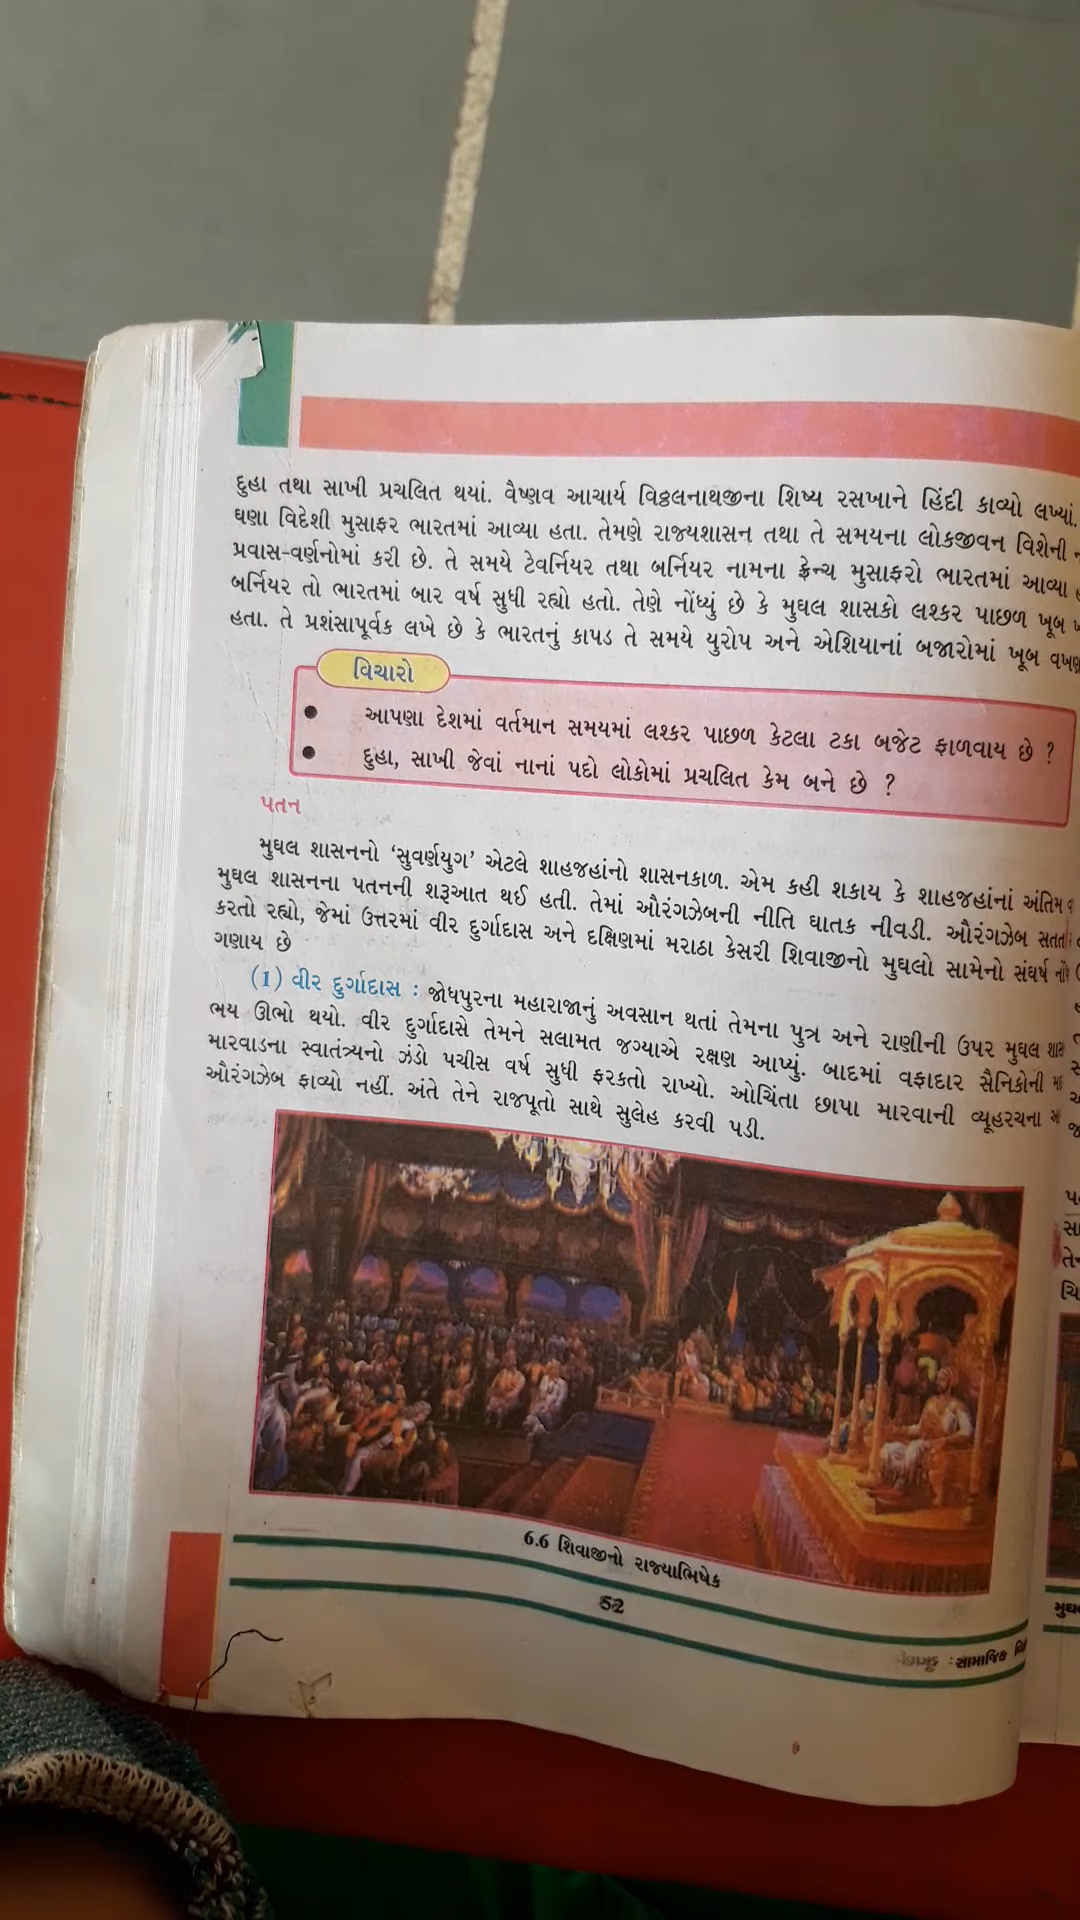 દુહા તથા સાખી પ્રચલિત થયાં. વૈષ્ણવ આચાર્ય વિઠ્ઠલનાથજીના શિષ્ય રસખાને હિંદી કાવ્યો લખ્યાં.
ઘણા વિદેશી મુસાફર ભારતમાં આવ્યા હતા. તેમણે રાજ્યશાસન તથા તે સમયના લોકજીવન વિશેની
પ્રવાસ-વર્ણનોમાં કરી છે. તે સમયે ટેવર્નિયર તથા બર્નિયર નામના ફ્રેન્ચ મુસાફરો ભારતમાં આવ્યા
બર્નિયર તો ભારતમાં બાર વર્ષ સુધી રહ્યો હતો. તેણે નોંધ્યું છે કે મુઘલ શાસકો લશ્કર પાછળ ખૂબ
હતા. તે પ્રશંસાપૂર્વક લખે છે કે ભારતનું કાપડ તે સમયે યુરોપ અને એશિયાનાં બજારોમાં ખૂબ
વિચારો
● આપણા દેશમાં વર્તમાન સમયમાં લશ્કર પાછળ કેટલા ટકા બજેટ ફાળવાય છે ?
● દુહા, સાખી જેવાં નાનાં પદો લોકોમાં પ્રચલિત કેમ બને છે ?
પતન
મુઘલ શાસનનો ‘સુવર્ણયુગ’ એટલે શાહજહાંનો શાસનકાળ. એમ કહી શકાય કે શાહજહાંનાં અંતિમ
મુઘલ શાસનના પતનની શરૂઆત થઈ હતી. તેમાં ઔરંગઝેબની નીતિ ઘાતક નીવડી. ઔરંગઝેબ સતત
કરતો રહ્યો, જેમાં ઉત્તરમાં વીર દુર્ગાદાસ અને દક્ષિણમાં મરાઠા કેસરી શિવાજીનો મુઘલો સામેનો સંઘર્ષ
ગણાય છે
(1) વીર દુર્ગાદાસ : જોધપુરના મહારાજાનું અવસાન થતાં તેમના પુત્ર અને રાણીની ઉપર મુઘલ
ભય ઊભો થયો. વીર દુર્ગાદાસે તેમને સલામત જગ્યાએ રક્ષણ આપ્યું. બાદમાં વફાદાર સૈનિકોની
મારવાડના સ્વાતંત્ર્યનો ઝંડો પચીસ વર્ષ સુધી ફરકતો રાખ્યો. ઓચિંતા છાપા મારવાની વ્યૂહરચના
ઔરંગઝેબ ફાવ્યો નહીં. અંતે તેને રાજપૂતો સાથે સુલેહ કરવી પડી.
6.6 શિવાજીનો રાજ્યાભિષેક
52
સામાજિક